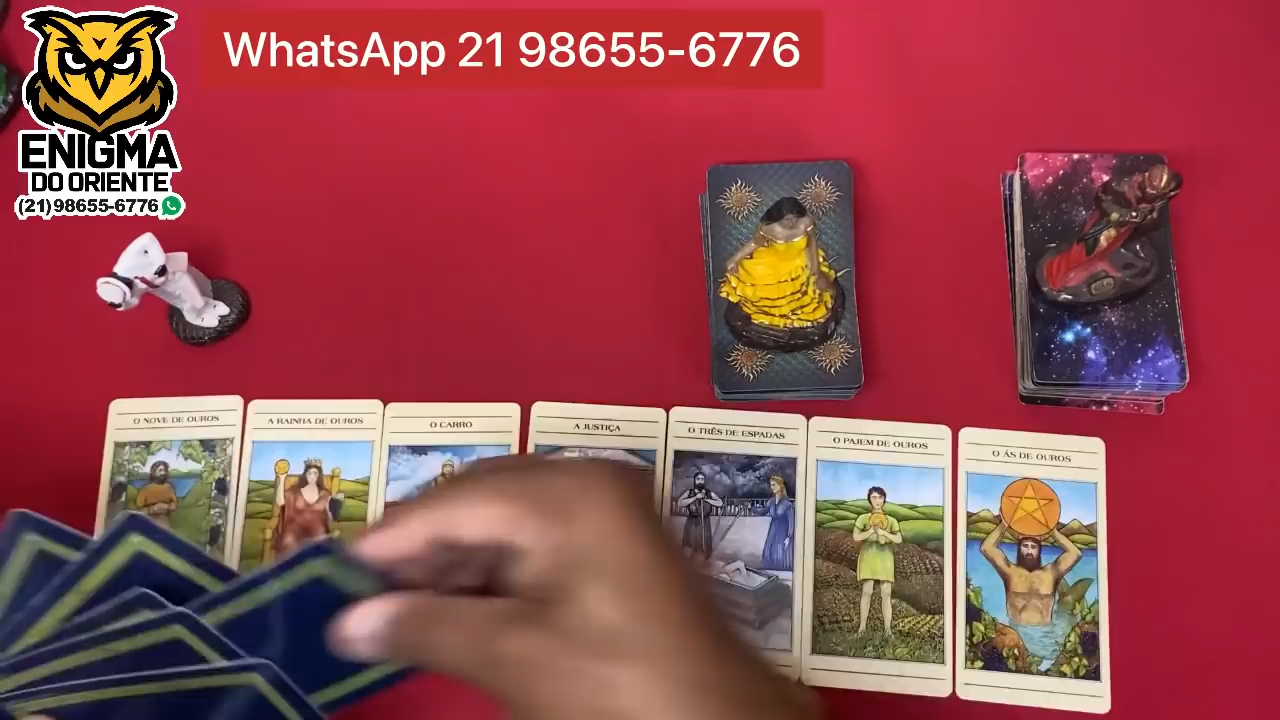 WhatsApp 21 98655-6776
ENIGMA
DO ORIENTE
(21)98655-6776
O NOVE DE OUROS
A RAINHA DE OUROS
O CARRO
A JUSTIÇA
O TRÊS DE ESPADAS
O PAJEM DE OUROS
O ÁS DE OUROS